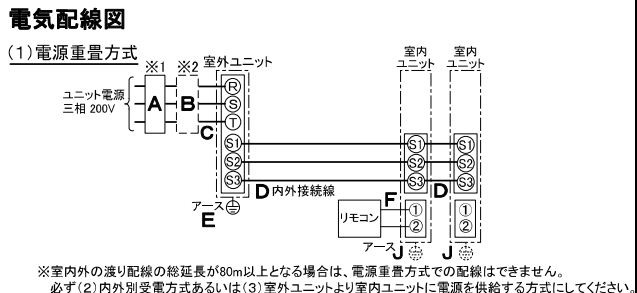 電気配線図
(1)電源重畳方式
※1 ※2 室外ユニット
室内
ユニット
室内
ユニット
ユニット電源
三相 200V
A B
C
R
S
T
S1
S2
S3
S1
S2
S3
S1
S2
S3
D 内外接続線
D
アース
E
F
リモコン
①
②
①
②
アース J
J
※室内外の渡り配線の総延長が80m以上となる場合は、電源重畳方式での配線はできません。
必ず(2)内外別受電方式あるいは(3)室外ユニットより室内ユニットに電源を供給する方式にしてください。